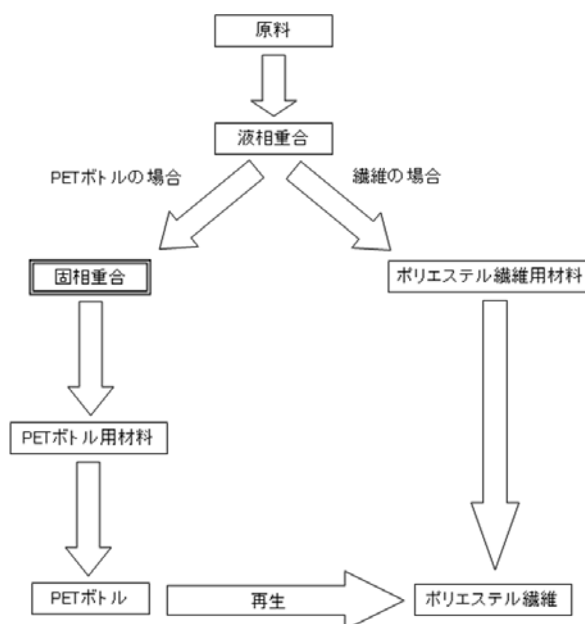 原料
液相重合
PETボトルの場合
繊維の場合
固相重合
ポリエステル繊維用材料
PETボトル用材料
PETボトル
再生
ポリエステル繊維